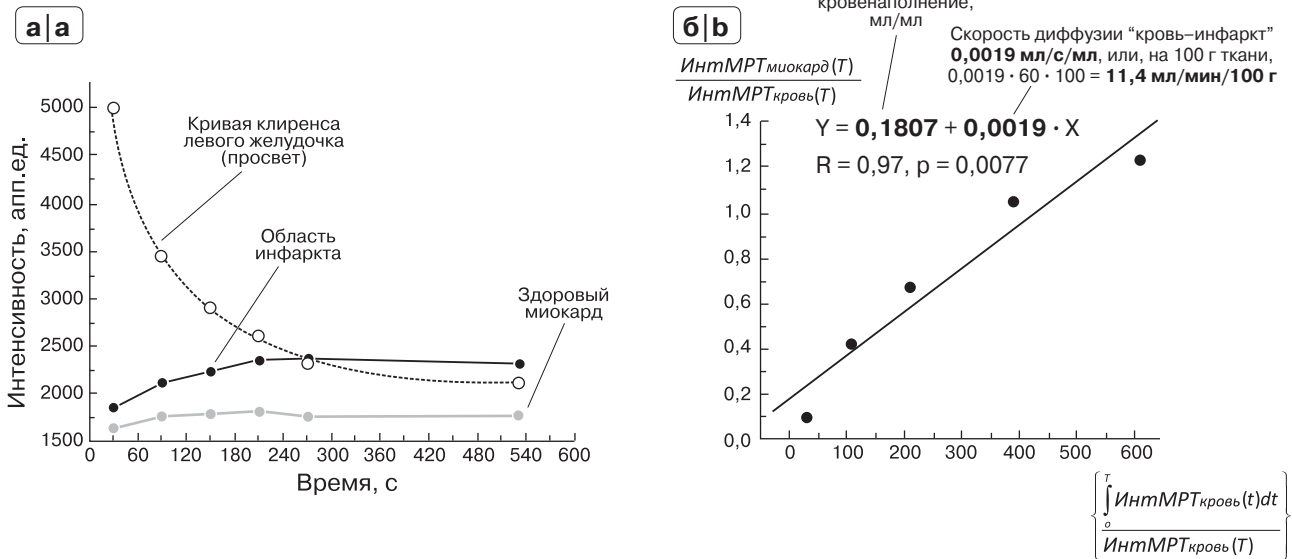 а|a
Интенсивность, апп.ед.
5000
4500
4000
3500
3000
2500
2000
1500
Кривая клиренса
левого желудочка
(просвет)
Область
инфаркта
Здоровый
миокард
0 60 120 180 240 300 360 420 480 540 600
Время, с
б|b
кровенаполнение,
мл/мл
Скорость диффузии “кровь–инфаркт”
0,0019 мл/с/мл, или, на 100 г ткани,
0,0019 · 60 · 100 = 11,4 мл/мин/100 г
ИнтМРТмиокард(T)
ИнтМРТкровь(T)
Y = 0,1807 + 0,0019 · X
R = 0,97, p = 0,0077
1,4
1,2
1,0
0,8
0,6
0,4
0,2
0,0
0 100 200 300 400 500 600
T
∫ ИнтМРТкровь(t)dt
o
ИнтМРТкровь(T)